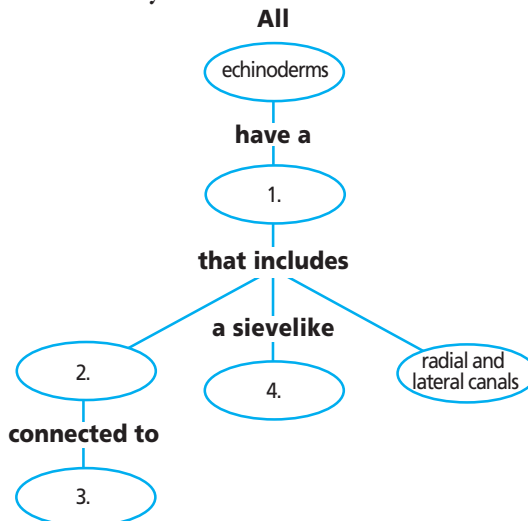 All
echinoderms
have a
1.
that includes
a sievelike
2.
4.
radial and
lateral canals
connected to
3.